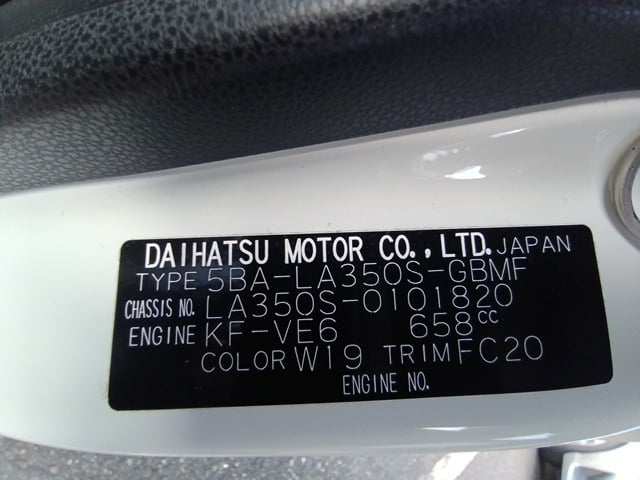 DAIHATSU MOTOR CO., LTD. JAPAN
TYPE 5BA-LA350S-GBMF
CHASSIS NO. LA350S-0101820
ENGINE KF-VE6 658cc
COLOR W19 TRIM FC20
ENGINE NO.